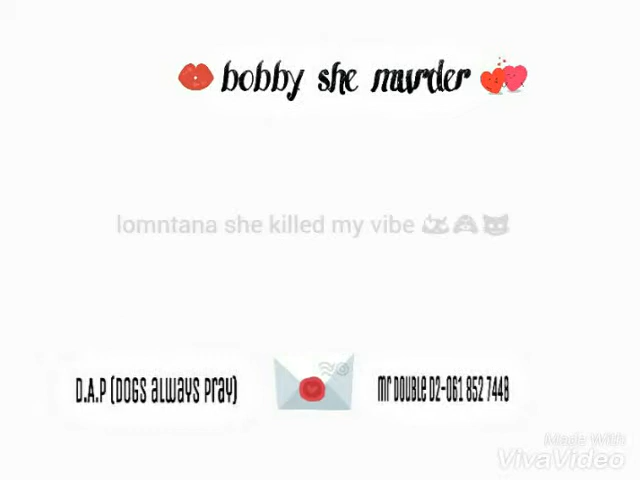 bobby she murder
lomntana she killed my vibe
D.A.P (DOGS always pray)
mr DOUBLE D2-061 852 7448
Made With
VivaVideo